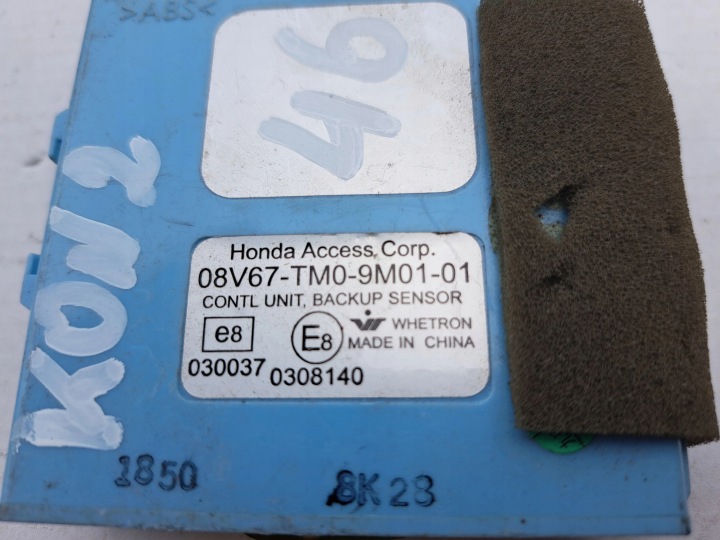 >ABS<
46
KON2
Honda Access Corp.
08V67-TM0-9M01-01
CONTL UNIT, BACKUP SENSOR
e8 E8 WHETRON
MADE IN CHINA
030037 0308140
1850 8K28